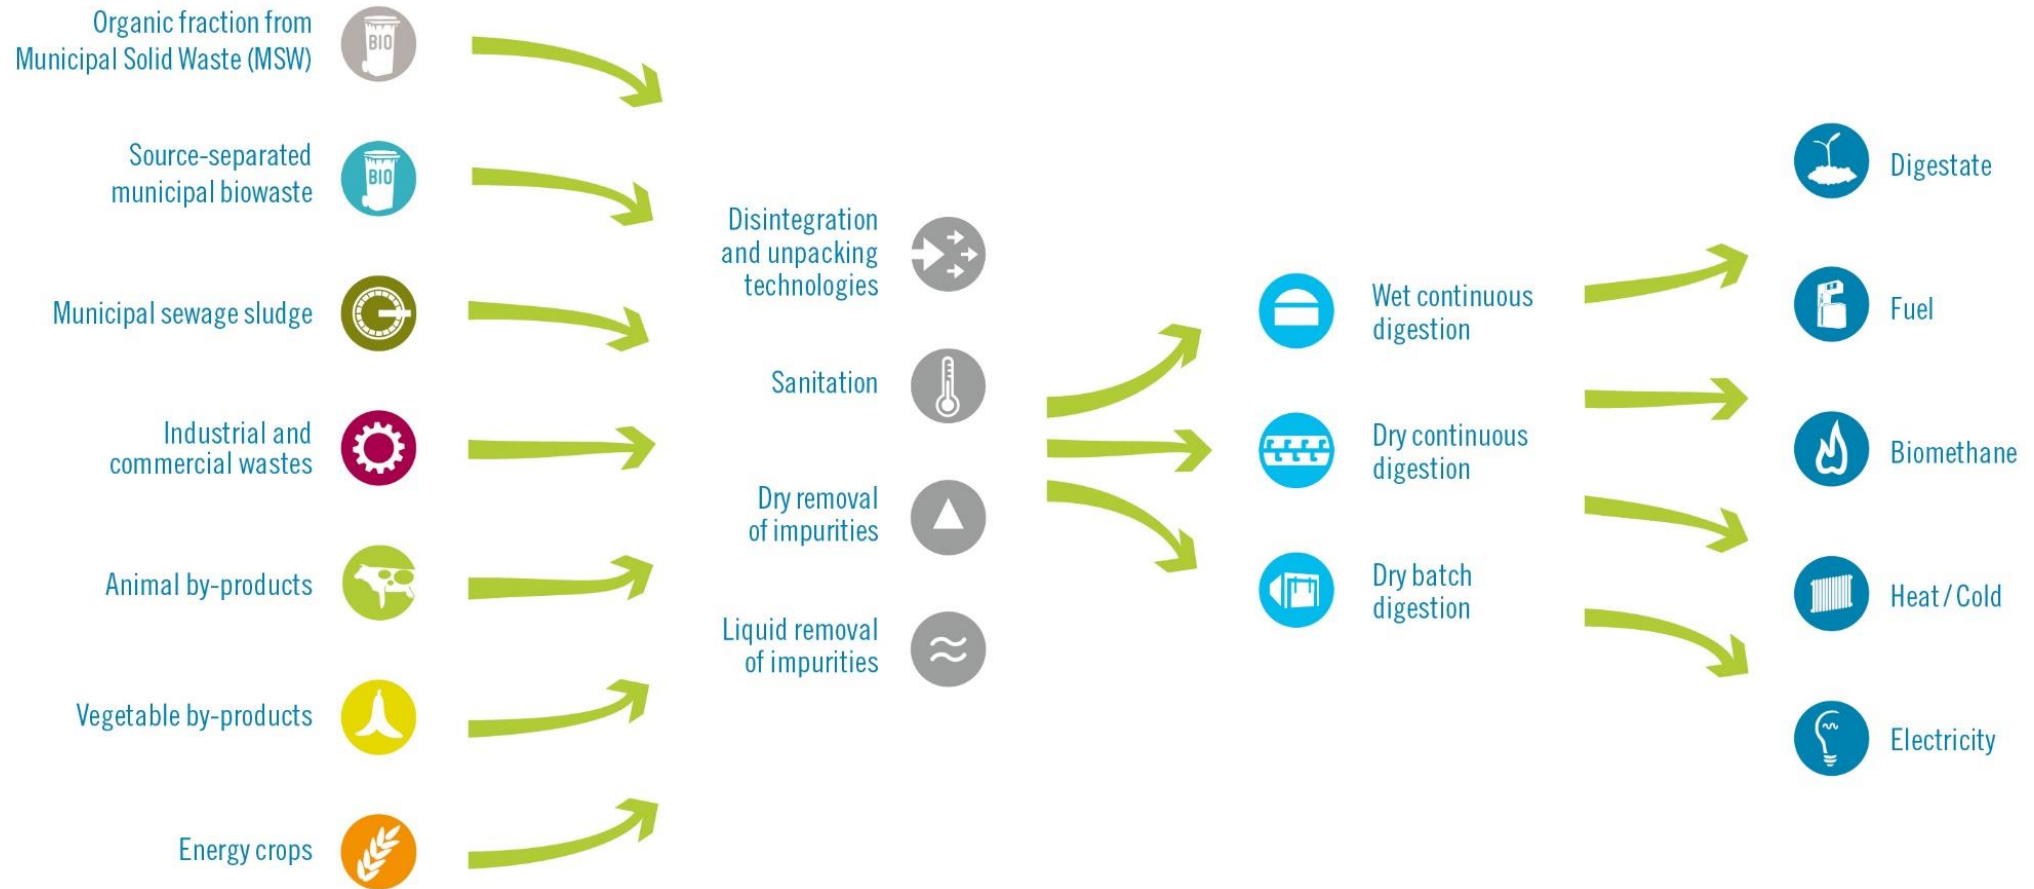 Organic fraction from
Municipal Solid Waste (MSW)
BIO
Source-separated
municipal biowaste
BIO
Municipal sewage sludge
Industrial and
commercial wastes
Animal by-products
Vegetable by-products
Energy crops
Disintegration
and unpacking
technologies
Sanitation
Dry removal
of impurities
Liquid removal
of impurities
Wet continuous
digestion
Dry continuous
digestion
Dry batch
digestion
Digestate
Fuel
Biomethane
Heat / Cold
Electricity